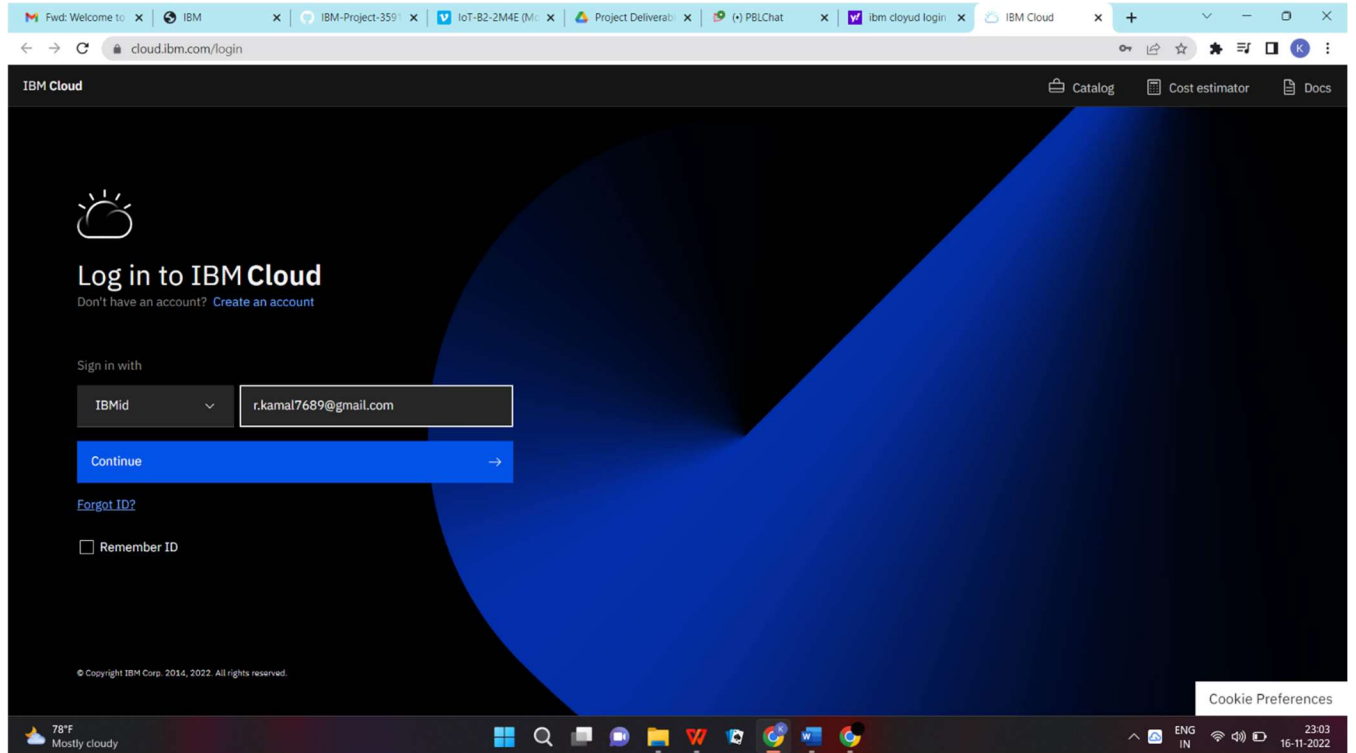 Fwd: Welcome to
IBM
IBM-Project-3591
IoT-B2-2M4E (Mo
Project Deliverabl
(•) PBLChat
ibm cloyud login
IBM Cloud
cloud.ibm.com/login
K
IBM Cloud
Catalog
Cost estimator
Docs
Log in to IBM Cloud
Don't have an account? Create an account
Sign in with
IBMid
r.kamal7689@gmail.com
Continue
Forgot ID?
Remember ID
© Copyright IBM Corp. 2014, 2022. All rights reserved.
Cookie Preferences
78°F
Mostly cloudy
ENG
IN
23:03
16-11-2022